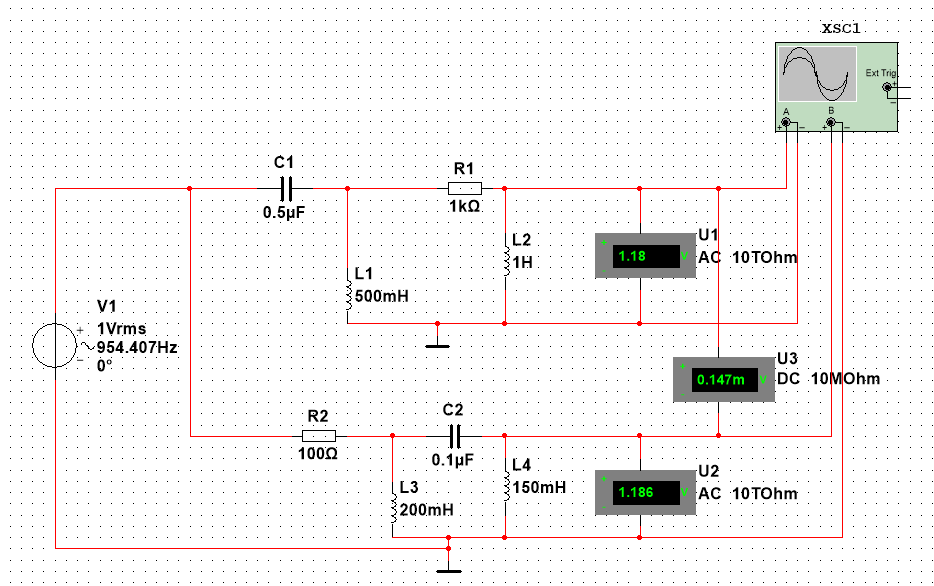 XSC1
Ext Trig
+
−
A
B
+ − + −
C1
0.5µF
R1
1kΩ
L2
1H
U1
+ 1.18 V
AC 10TOhm
L1
500mH
V1
+
−
1Vrms
954.407Hz
0°
U3
+ 0.147m V
DC 10MOhm
R2
100Ω
C2
0.1µF
L4
150mH
U2
+ 1.186 V
AC 10TOhm
L3
200mH